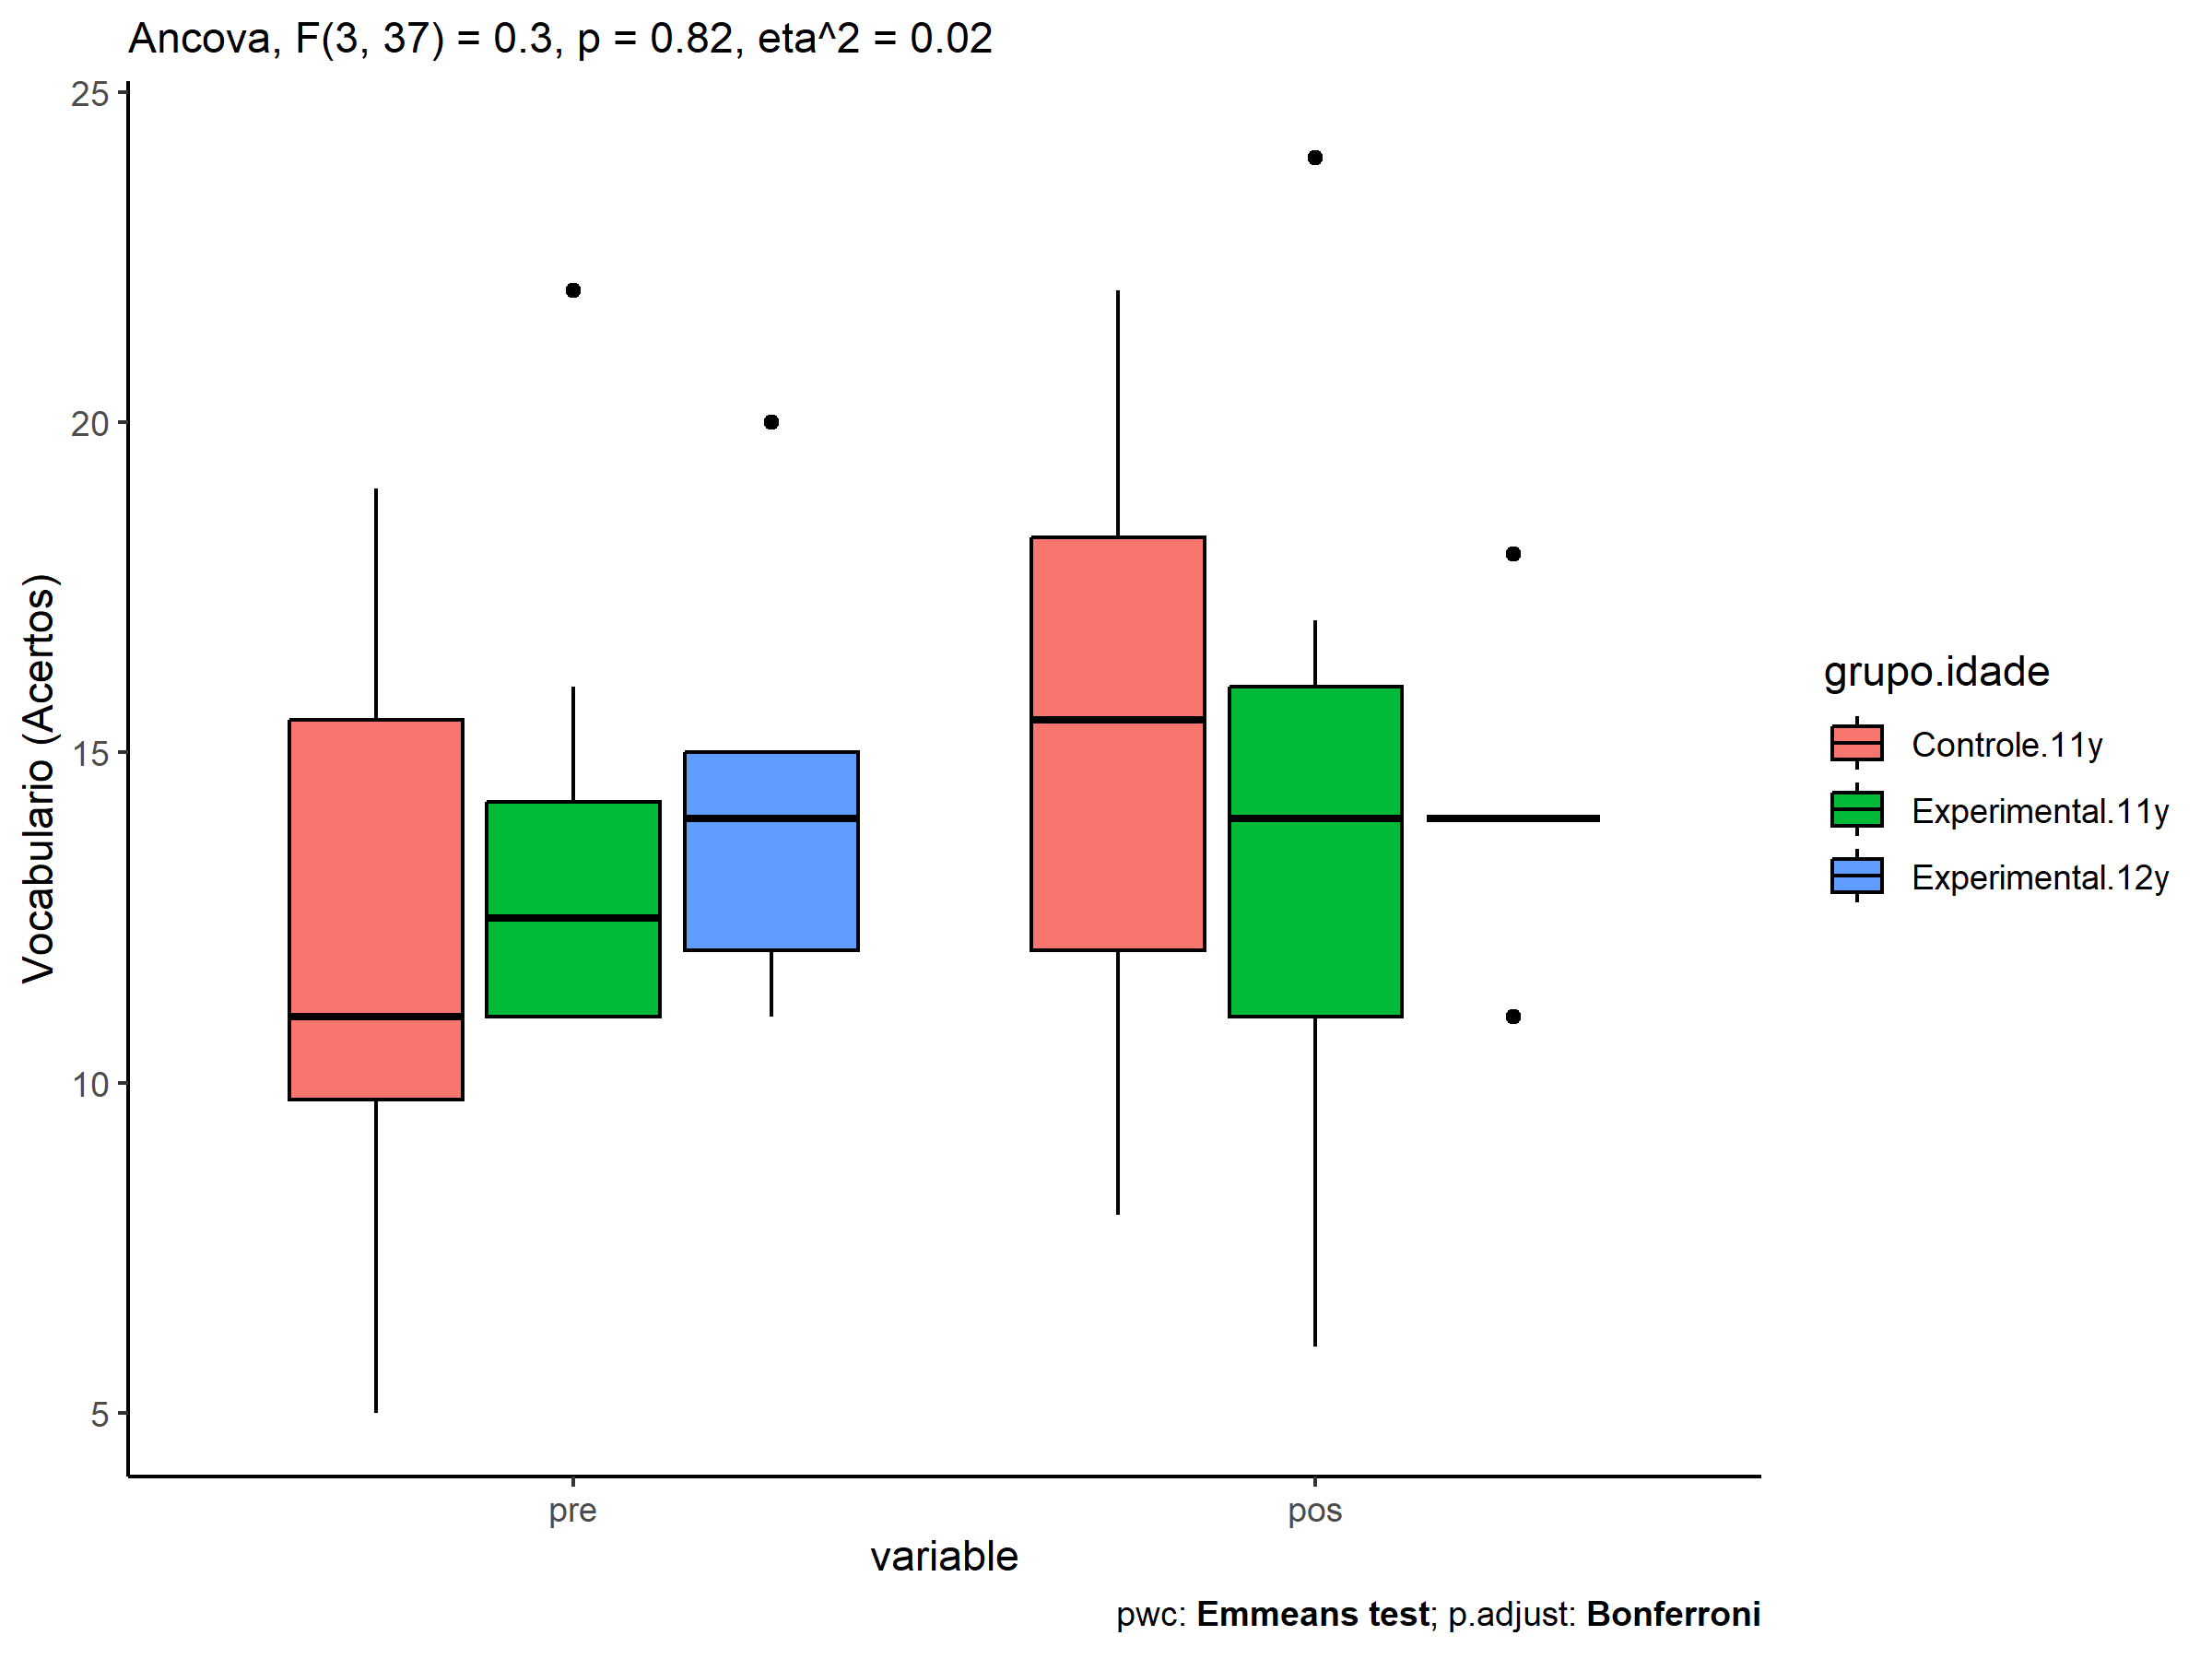 Ancova, F(3, 37) = 0.3, p = 0.82, eta^2 = 0.02
25
20
15
10
5
Vocabulario (Acertos)
pre
pos
variable
grupo.idade
Controle.11y
Experimental.11y
Experimental.12y
pwc: Emmeans test; p.adjust: Bonferroni